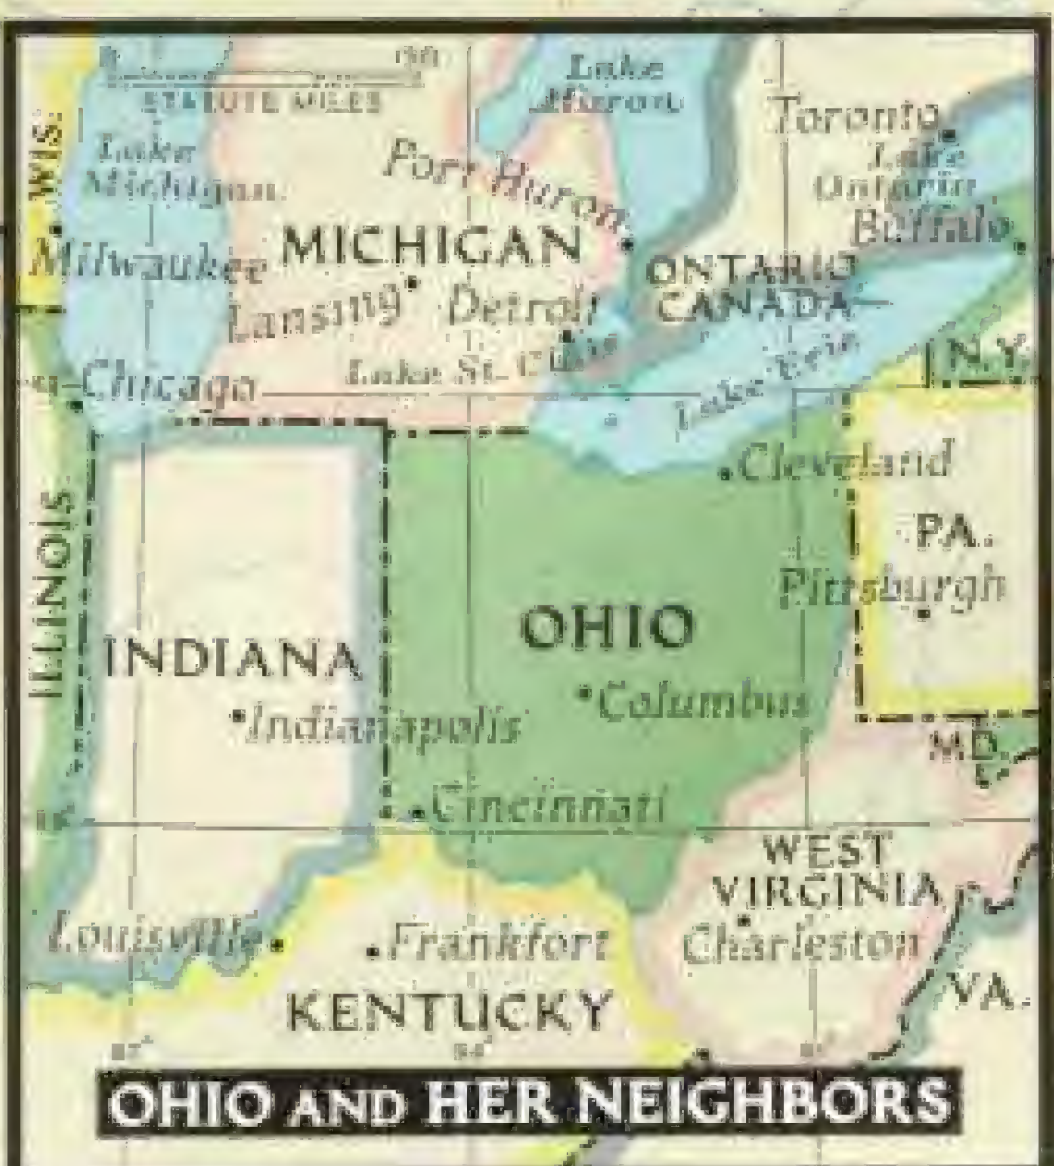 STATUTE MILES
WIS.
Lake
Michigan
Milwaukee
Lake
Huron
Port Huron
MICHIGAN
Lansing
Detroit
Lake St. Clair
Toronto
Lake
Ontario
Buffalo
ONTARIO
CANADA
Lake Erie
N.Y.
Chicago
ILLINOIS
INDIANA
Indianapolis
OHIO
Cleveland
Columbus
Cincinnati
PA.
Pittsburgh
MD.
WEST
VIRGINIA
Charleston
VA.
Louisville
Frankfort
KENTUCKY
OHIO AND HER NEIGHBORS